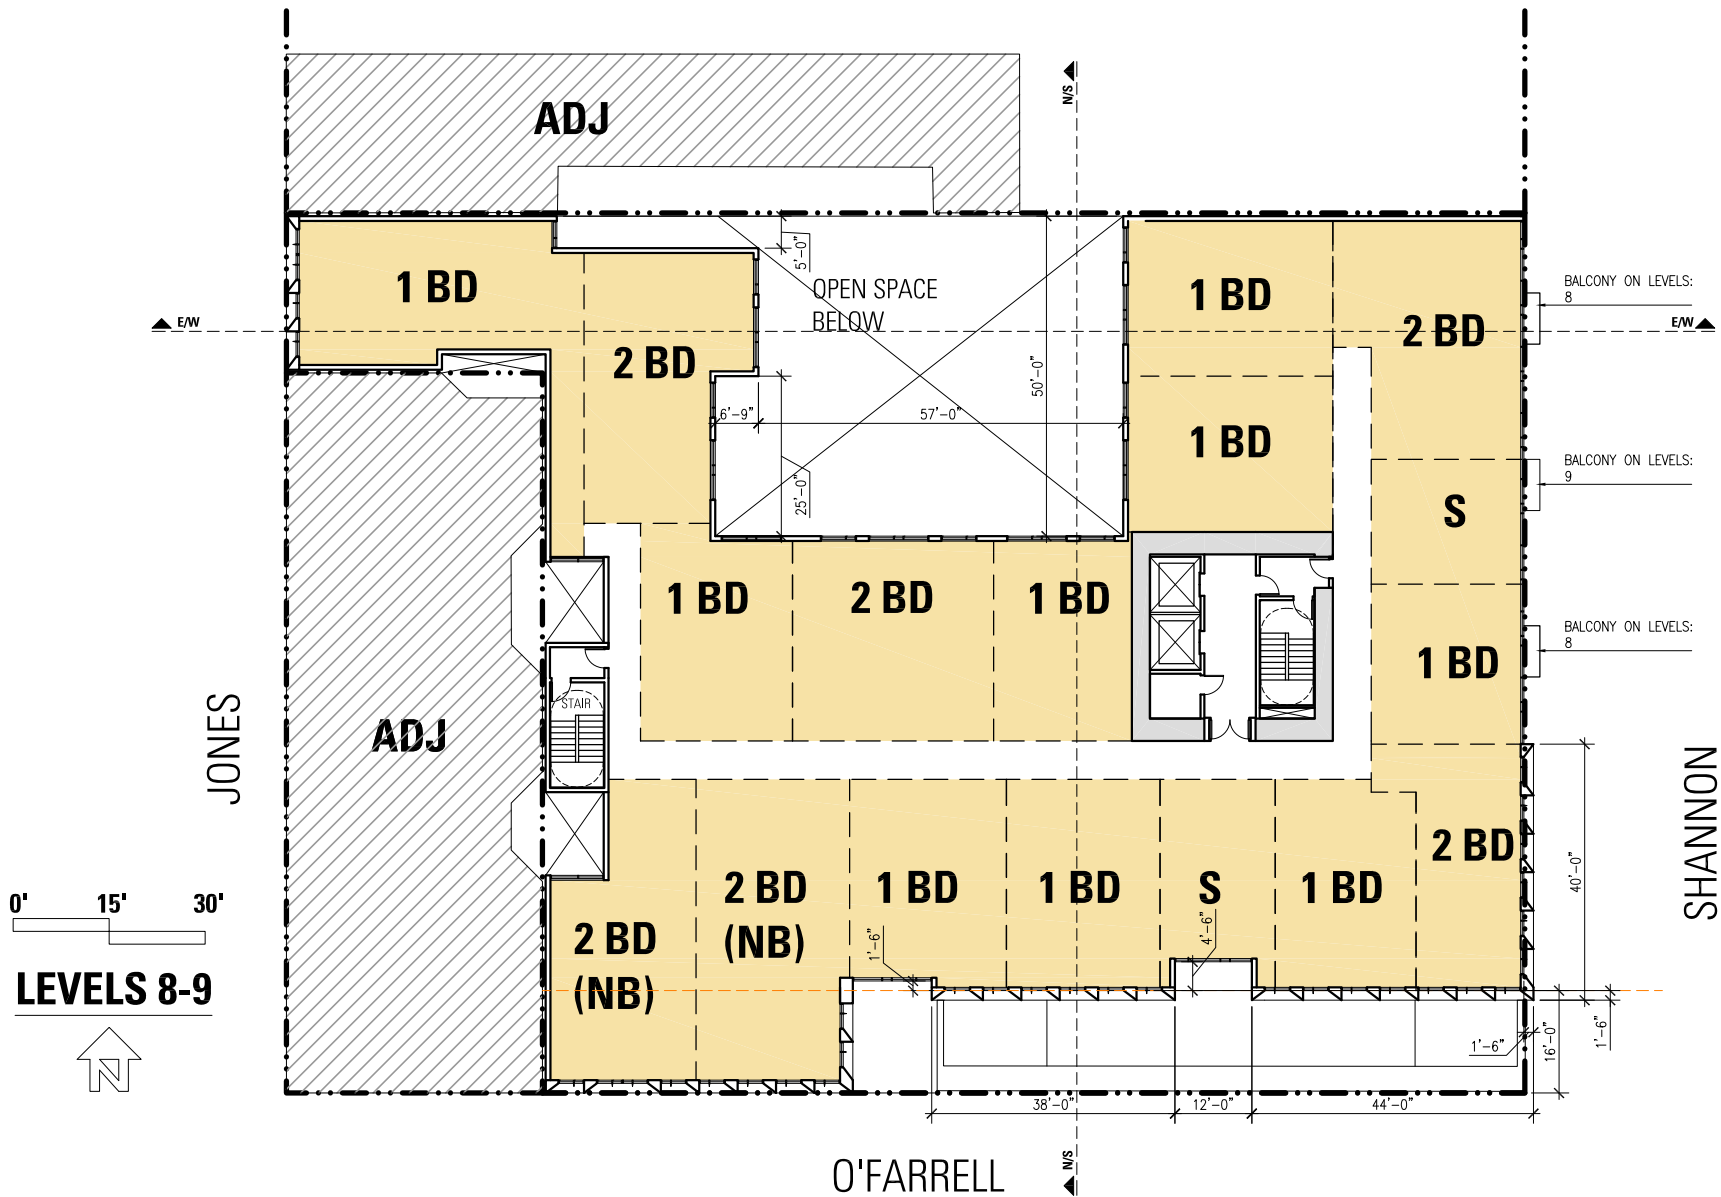 ADJ
N/S
5'-0"
OPEN SPACE
BELOW
1 BD
1 BD
2 BD
BALCONY ON LEVELS:
8
E/W
E/W
2 BD
50'-0"
6'-9"
57'-0"
1 BD
25'-0"
BALCONY ON LEVELS:
9
S
1 BD
2 BD
1 BD
1 BD
BALCONY ON LEVELS:
8
STAIR
ADJ
JONES
SHANNON
2 BD
40'-0"
2 BD
(NB)
1 BD
1 BD
S
1 BD
0'
15'
30'
2 BD
(NB)
1'-6"
4'-6"
LEVELS 8-9
N
1'-6"
16'-0"
1'-6"
38'-0"
12'-0"
44'-0"
N/S
O'FARRELL